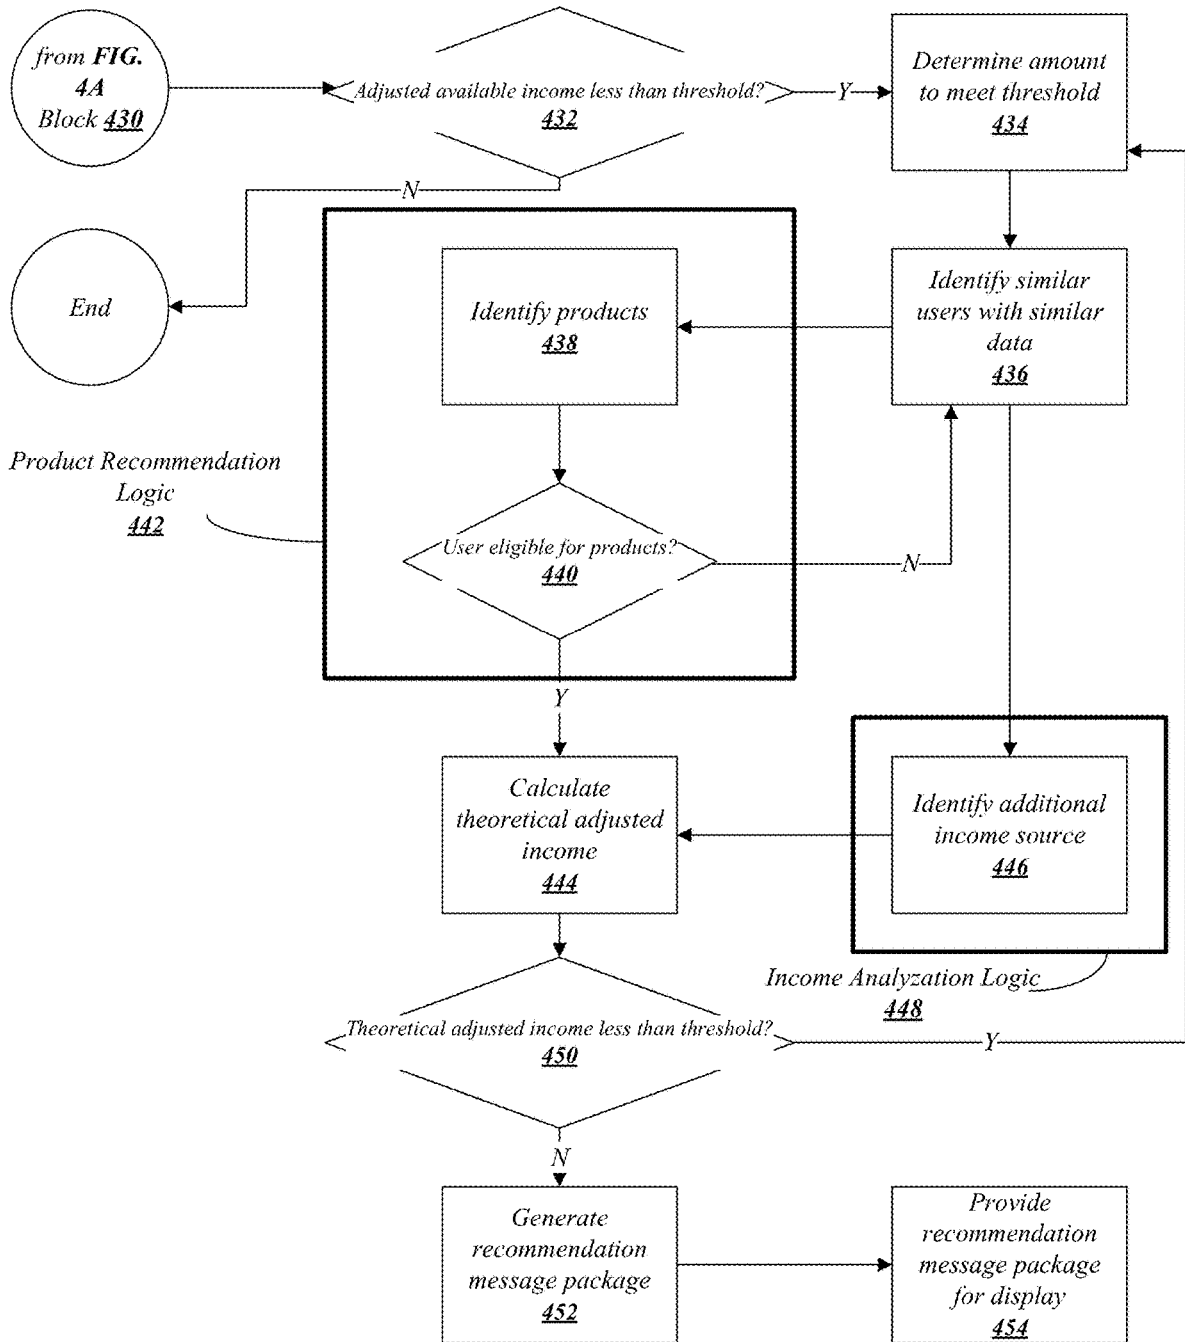 from FIG.
4A
Block 430
Adjusted available income less than threshold?
432
Y
Determine amount
to meet threshold
434
N
End
Identify products
438
Identify similar
users with similar
data
436
Product Recommendation
Logic
442
User eligible for products?
440
N
Y
Calculate
theoretical adjusted
income
444
Identify additional
income source
446
Income Analyzation Logic
448
Theoretical adjusted income less than threshold?
450
Y
N
Generate
recommendation
message package
452
Provide
recommendation
message package
for display
454